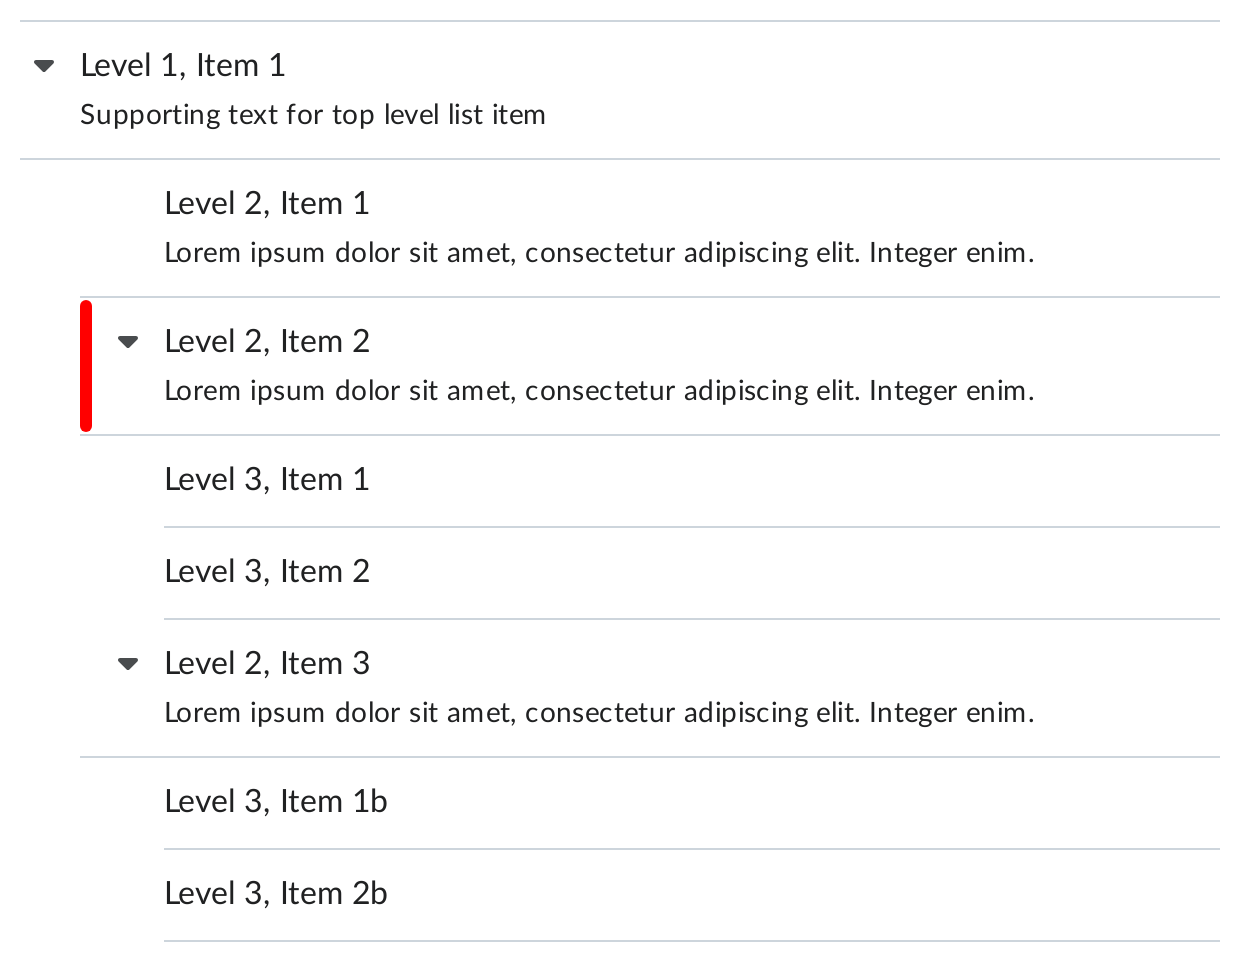 Level 1, Item 1
Supporting text for top level list item
Level 2, Item 1
Lorem ipsum dolor sit amet, consectetur adipiscing elit. Integer enim.
Level 2, Item 2
Lorem ipsum dolor sit amet, consectetur adipiscing elit. Integer enim.
Level 3, Item 1
Level 3, Item 2
Level 2, Item 3
Lorem ipsum dolor sit amet, consectetur adipiscing elit. Integer enim.
Level 3, Item 1b
Level 3, Item 2b